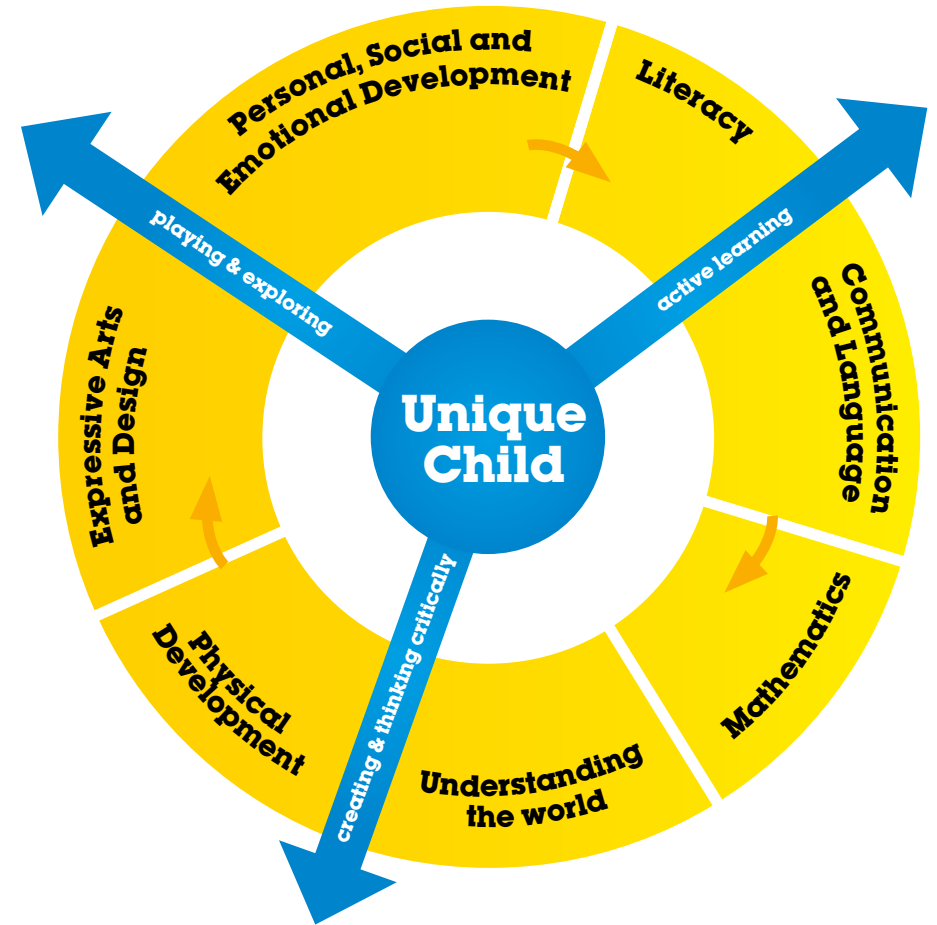 Personal, Social and
Emotional Development
Literacy
playing & exploring
active learning
Communication
and Language
Expressive Arts
and Design
Unique
Child
creating & thinking critically
Mathematics
Physical
Development
Understanding
the world